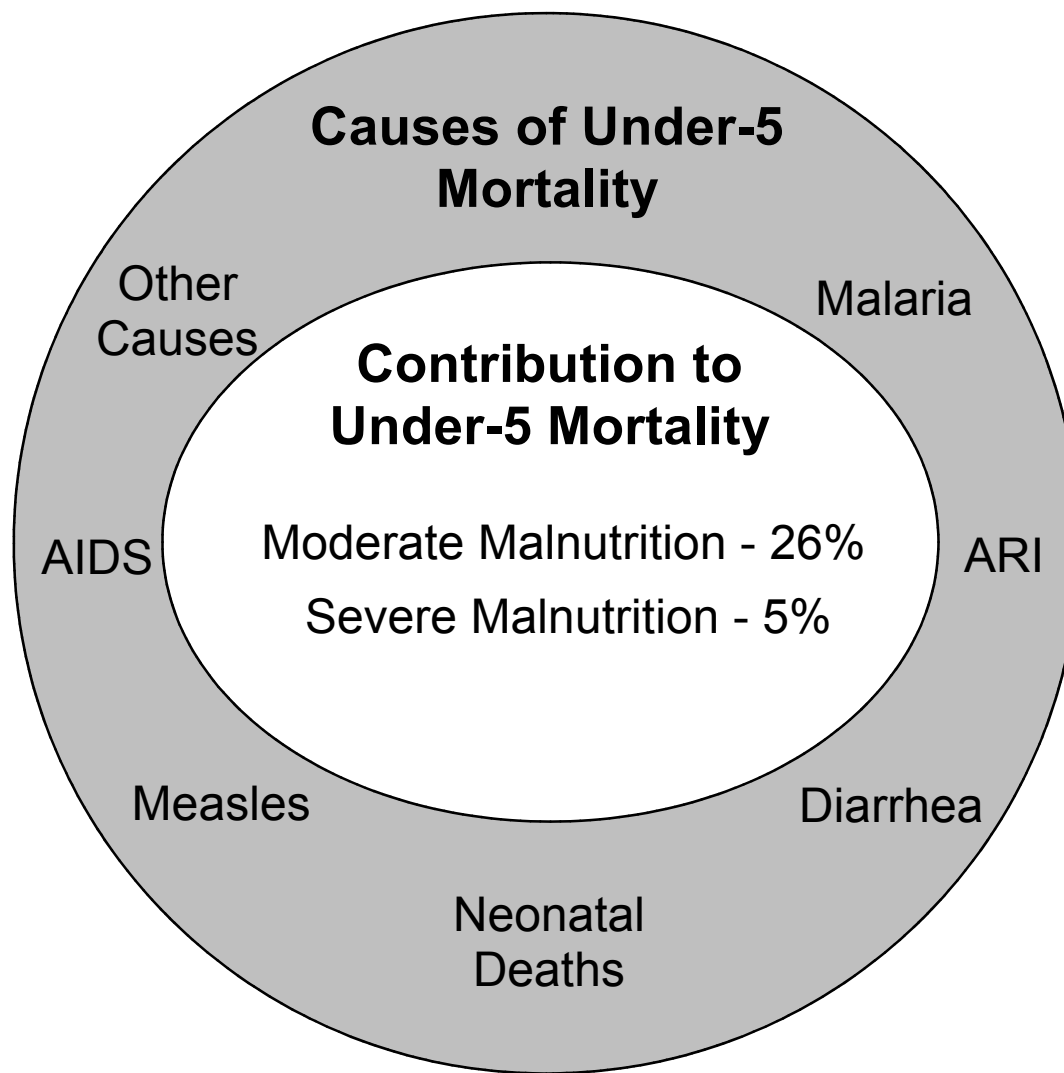 Causes of Under-5
Mortality
Other
Causes
Malaria
Contribution to
Under-5 Mortality
Moderate Malnutrition - 26%
Severe Malnutrition - 5%
AIDS
ARI
Measles
Diarrhea
Neonatal
Deaths